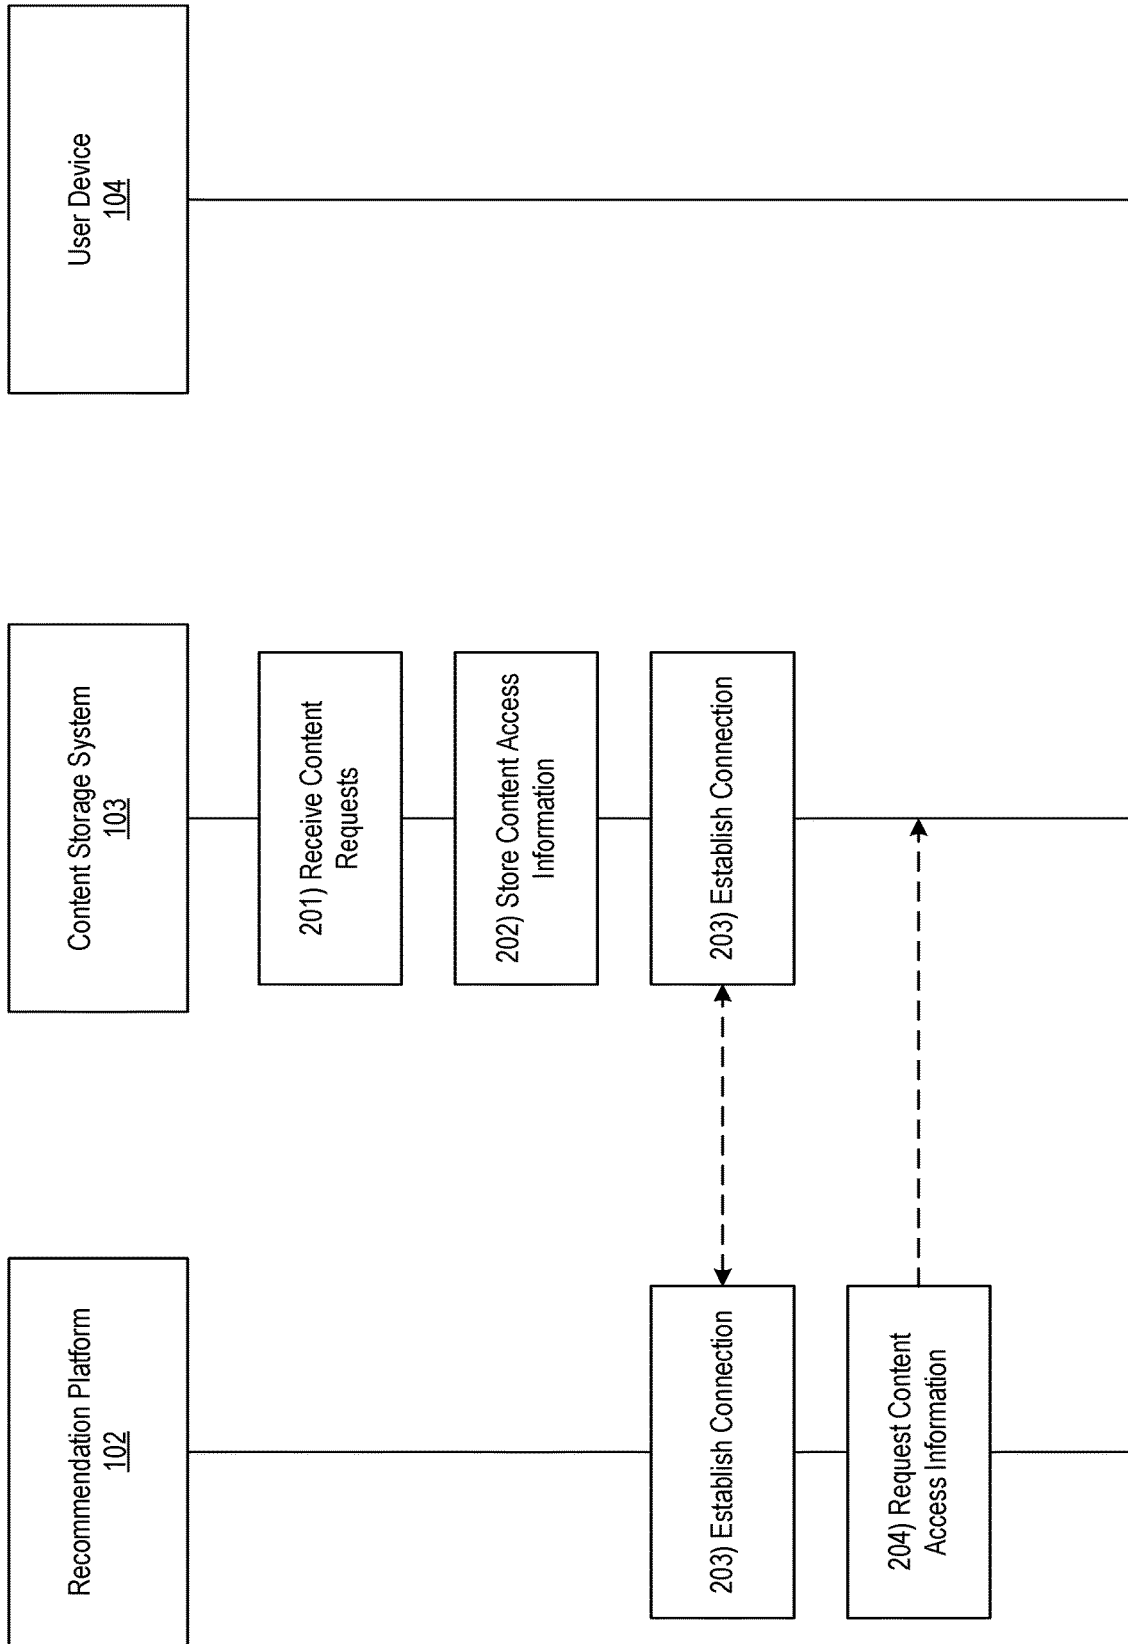 Recommendation Platform
102
Content Storage System
103
User Device
104
201) Receive Content
Requests
202) Store Content Access
Information
203) Establish Connection
203) Establish Connection
204) Request Content
Access Information